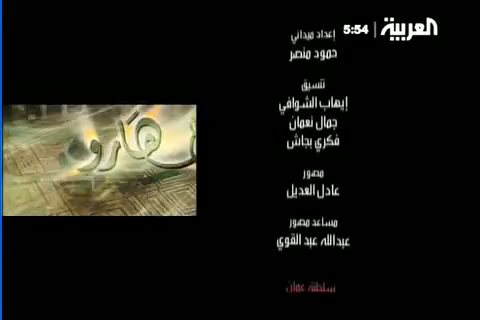 5:54 | العربية
إعداد ميداني
حمود منصر
تنسيق
إيهاب الشوافي
جمال نعمان
فكري بجاش
مصور
عادل العديل
مساعد مصور
عبدالله عبد القوي
سلطنة عمان